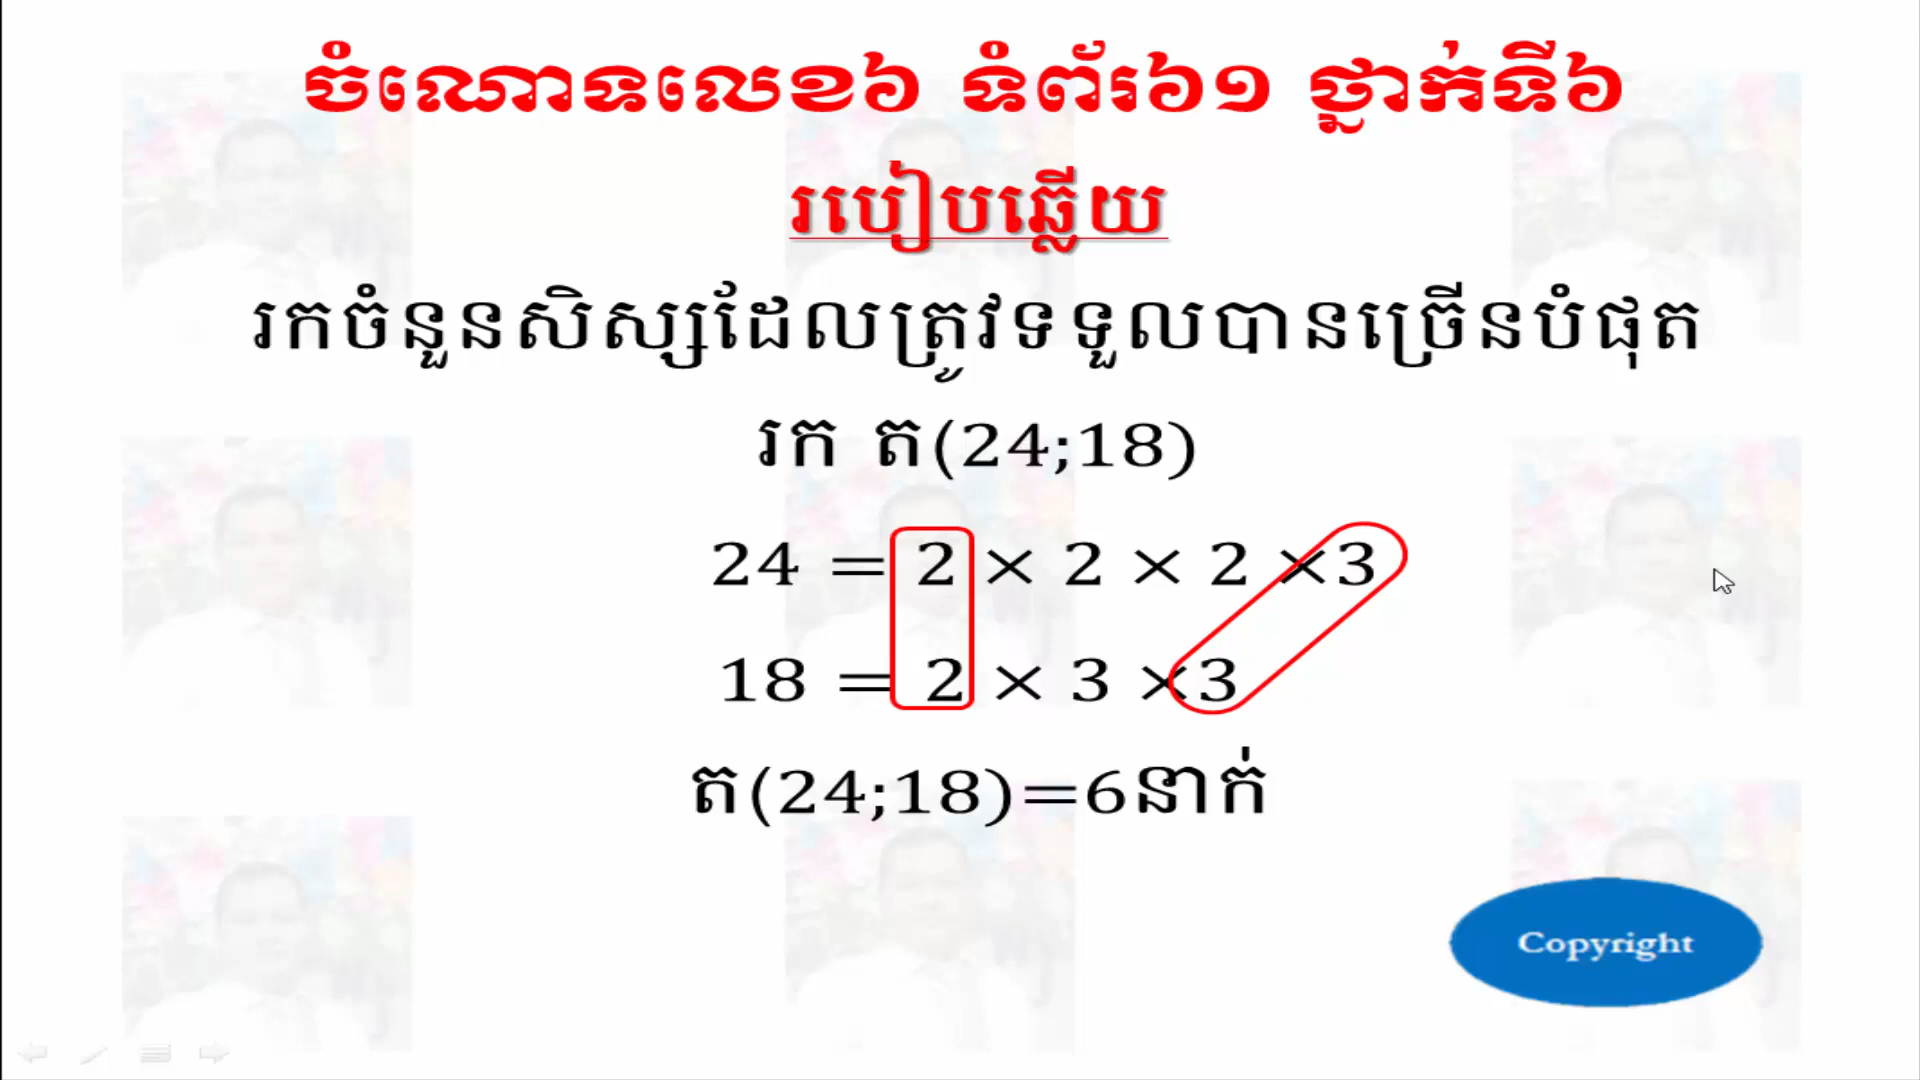 ចំណោទលេខ៦ ទំព័រ៦១ ថ្នាក់ទី៦
របៀបឆ្លើយ
រកចំនួនសិស្សដែលត្រូវទទួលបានច្រើនបំផុត
រក ត(24;18)
24 = 2 × 2 × 2 ×3
18 = 2 × 3 ×3
ត(24;18)=6នាក់
Copyright